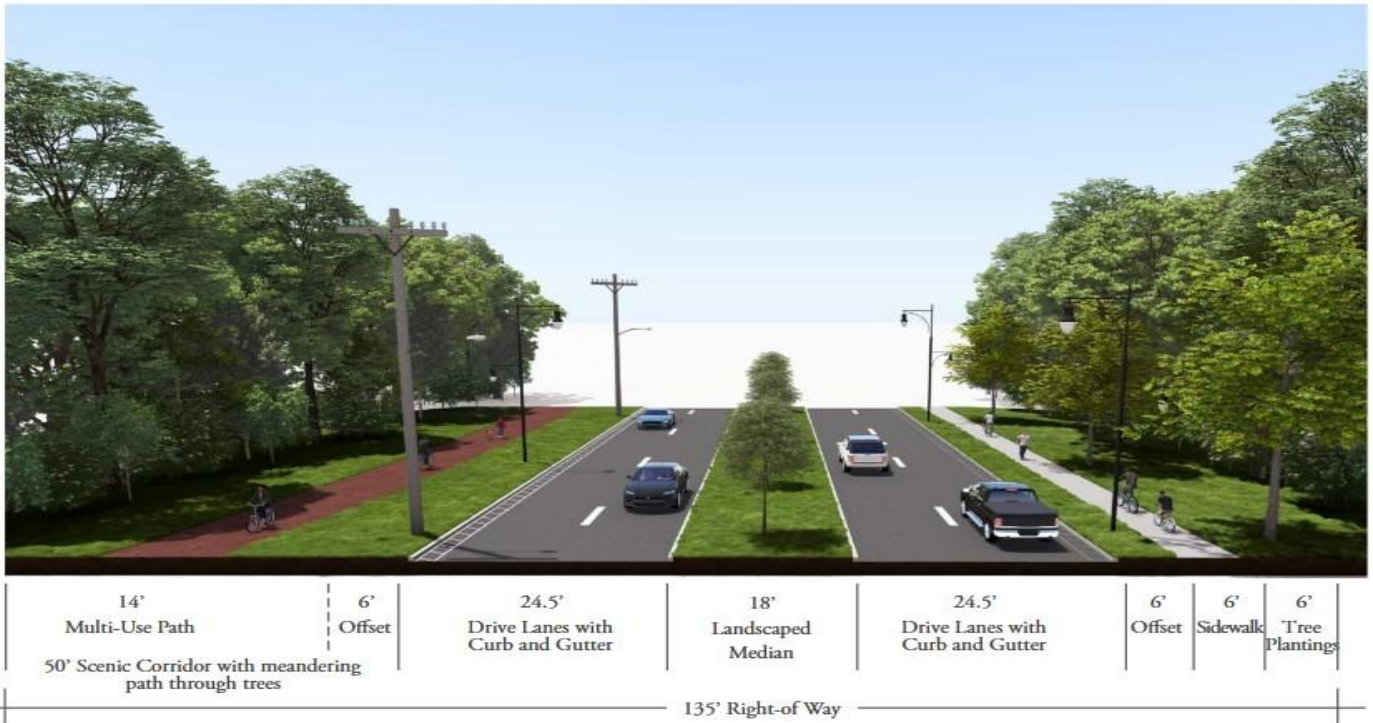 14'
Multi-Use Path
6'
Offset
24.5'
Drive Lanes with
Curb and Gutter
18'
Landscaped
Median
24.5'
Drive Lanes with
Curb and Gutter
6'
Offset
6'
Sidewalk
6'
Tree
Plantings
50' Scenic Corridor with meandering
path through trees
135' Right-of Way